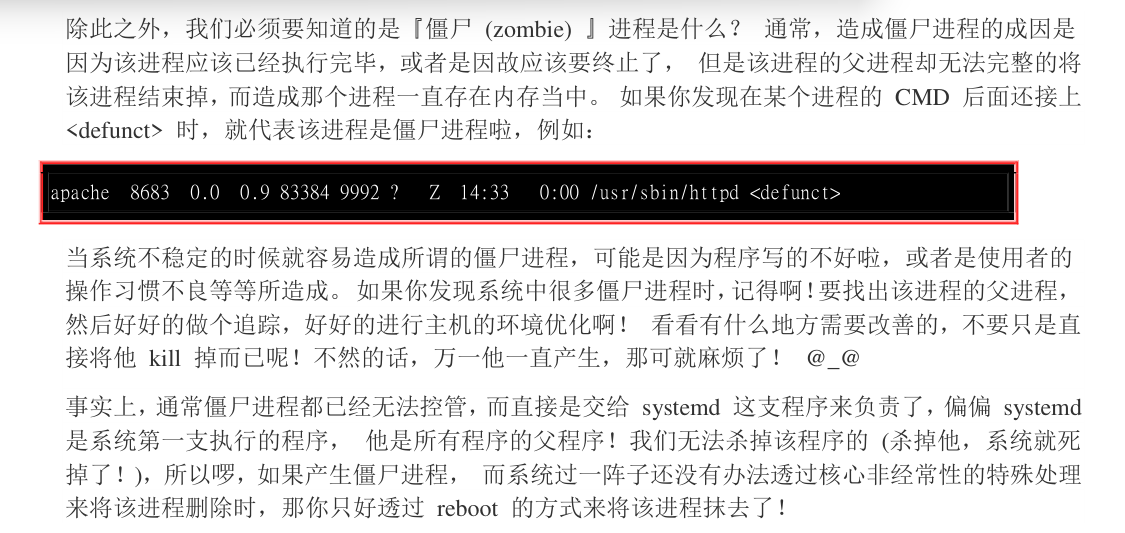 除此之外，我们必须要知道的是『僵尸 (zombie) 』进程是什么？ 通常，造成僵尸进程的成因是
因为该进程应该已经执行完毕，或者是因故应该要终止了， 但是该进程的父进程却无法完整的将
该进程结束掉，而造成那个进程一直存在内存当中。 如果你发现在某个进程的 CMD 后面还接上
<defunct> 时，就代表该进程是僵尸进程啦，例如：
apache 8683 0.0 0.9 83384 9992 ? Z 14:33 0:00 /usr/sbin/httpd <defunct>
当系统不稳定的时候就容易造成所谓的僵尸进程，可能是因为程序写的不好啦，或者是使用者的
操作习惯不良等等所造成。 如果你发现系统中很多僵尸进程时，记得啊！要找出该进程的父进程，
然后好好的做个追踪，好好的进行主机的环境优化啊！ 看看有什么地方需要改善的，不要只是直
接将他 kill 掉而已呢！不然的话，万一他一直产生，那可就麻烦了！ @_@
事实上，通常僵尸进程都已经无法控管，而直接是交给 systemd 这支程序来负责了，偏偏 systemd
是系统第一支执行的程序， 他是所有程序的父程序！我们无法杀掉该程序的 (杀掉他，系统就死
掉了！)，所以啰，如果产生僵尸进程， 而系统过一阵子还没有办法透过核心非经常性的特殊处理
来将该进程删除时，那你只好透过 reboot 的方式来将该进程抹去了！